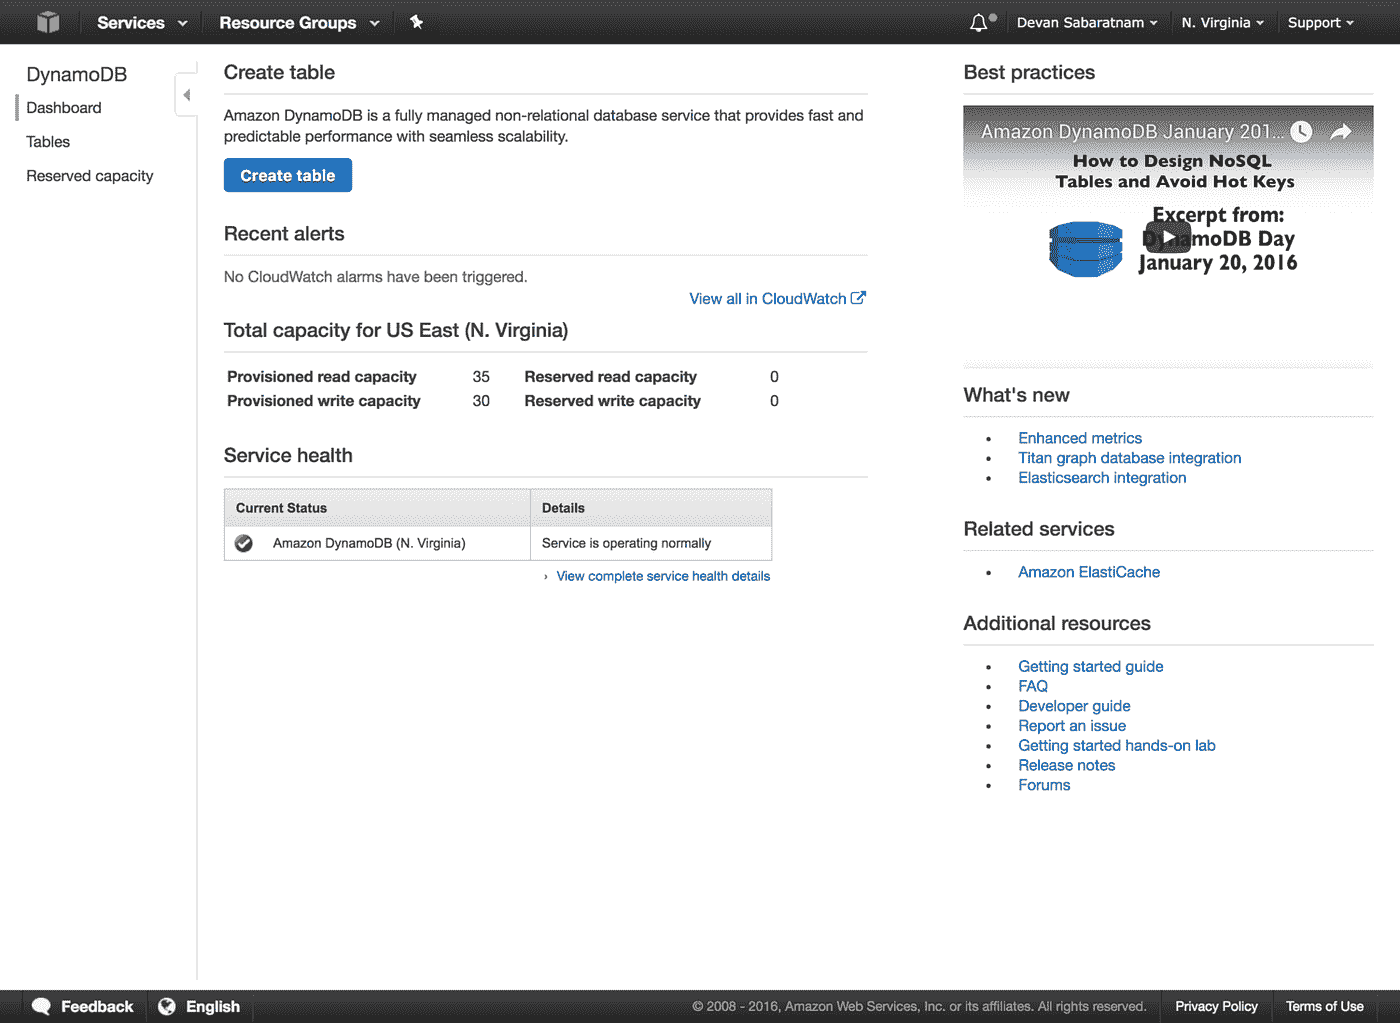 Services
Resource Groups
Devan Sabaratnam
N. Virginia
Support
DynamoDB
Dashboard
Tables
Reserved capacity
Create table
Amazon DynamoDB is a fully managed non-relational database service that provides fast and
predictable performance with seamless scalability.
Create table
Recent alerts
No CloudWatch alarms have been triggered.
View all in CloudWatch
Total capacity for US East (N. Virginia)
Provisioned read capacity 35 Reserved read capacity 0
Provisioned write capacity 30 Reserved write capacity 0
Service health
Current Status Details
Amazon DynamoDB (N. Virginia) Service is operating normally
View complete service health details
Best practices
Amazon DynamoDB January 201...
How to Design NoSQL
Tables and Avoid Hot Keys
Excerpt from:
DynamoDB Day
January 20, 2016
What's new
Enhanced metrics
Titan graph database integration
Elasticsearch integration
Related services
Amazon ElastiCache
Additional resources
Getting started guide
FAQ
Developer guide
Report an issue
Getting started hands-on lab
Release notes
Forums
Feedback
English
© 2008 - 2016, Amazon Web Services, Inc. or its affiliates. All rights reserved.
Privacy Policy
Terms of Use